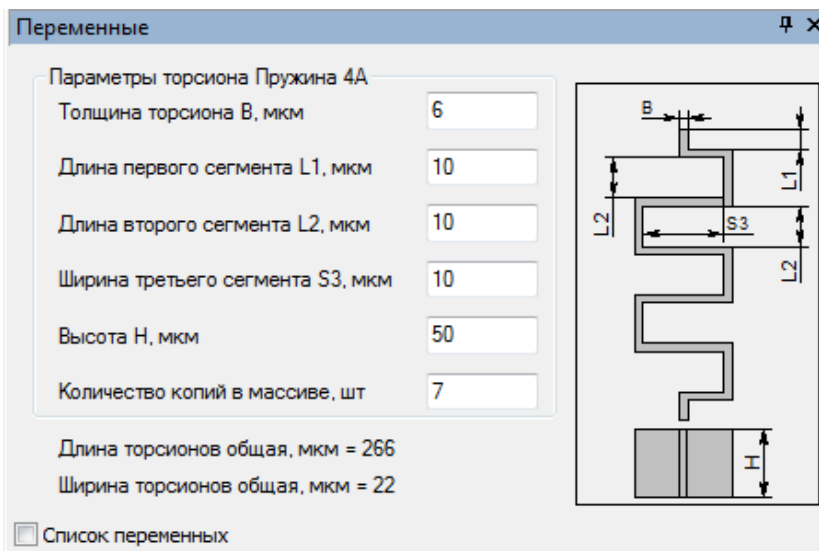 Переменные
Параметры торсиона Пружина 4А
Толщина торсиона B, мкм 6
Длина первого сегмента L1, мкм 10
Длина второго сегмента L2, мкм 10
Ширина третьего сегмента S3, мкм 10
Высота H, мкм 50
Количество копий в массиве, шт 7
Длина торсионов общая, мкм = 266
Ширина торсионов общая, мкм = 22
Список переменных
B
L1
L2
S3
L2
H